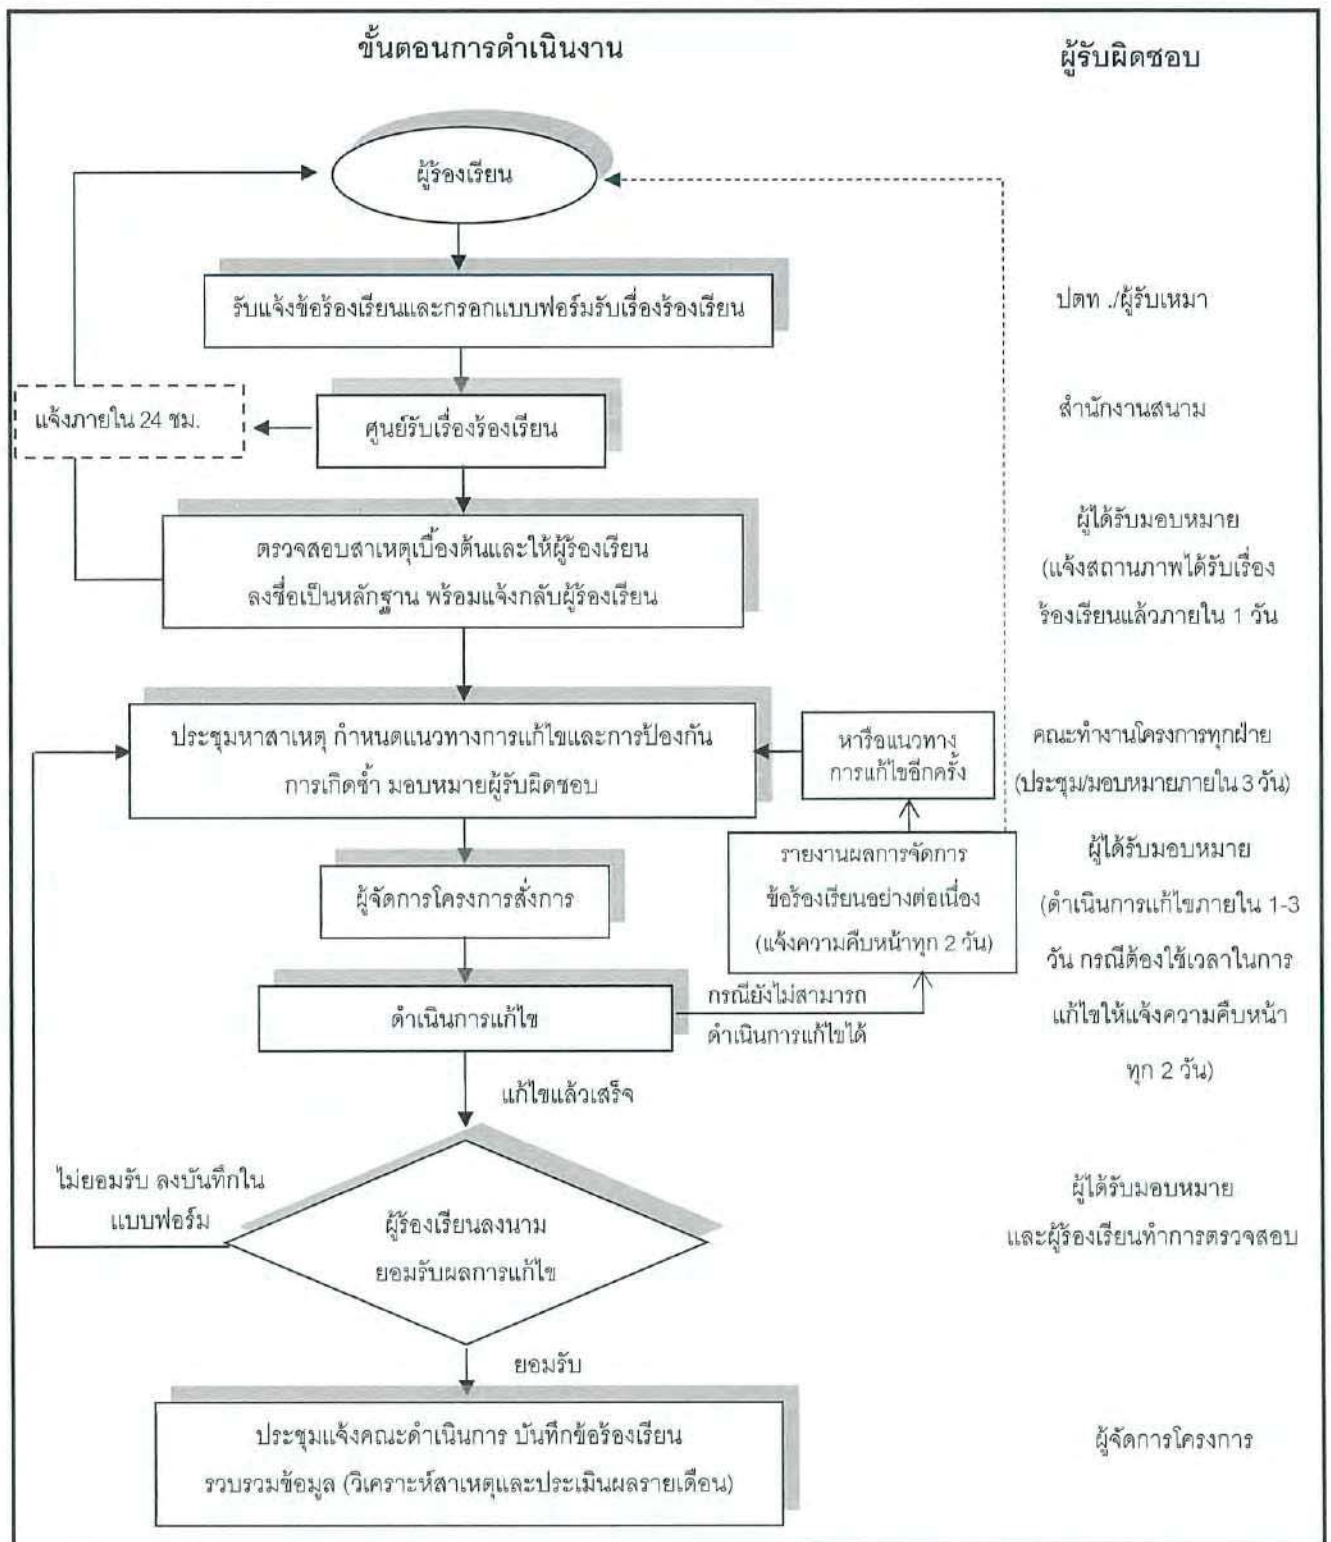 ขั้นตอนการดำเนินงาน
ผู้รับผิดชอบ
ผู้ร้องเรียน
รับแจ้งข้อร้องเรียนและกรอกแบบฟอร์มรับเรื่องร้องเรียน
ปตท ./ผู้รับเหมา
แจ้งภายใน 24 ชม.
ศูนย์รับเรื่องร้องเรียน
สำนักงานสนาม
ตรวจสอบสาเหตุเบื้องต้นและให้ผู้ร้องเรียน
ลงชื่อเป็นหลักฐาน พร้อมแจ้งกลับผู้ร้องเรียน
ผู้ได้รับมอบหมาย
(แจ้งสถานภาพได้รับเรื่อง
ร้องเรียนแล้วภายใน 1 วัน
ประชุมหาสาเหตุ กำหนดแนวทางการแก้ไขและการป้องกัน
การเกิดซ้ำ มอบหมายผู้รับผิดชอบ
หารือแนวทาง
การแก้ไขอีกครั้ง
คณะทำงานโครงการทุกฝ่าย
(ประชุม/มอบหมายภายใน 3 วัน)
ผู้จัดการโครงการสั่งการ
รายงานผลการจัดการ
ข้อร้องเรียนอย่างต่อเนื่อง
(แจ้งความคืบหน้าทุก 2 วัน)
ผู้ได้รับมอบหมาย
(ดำเนินการแก้ไขภายใน 1-3
วัน กรณีต้องใช้เวลาในการ
แก้ไขให้แจ้งความคืบหน้า
ทุก 2 วัน)
ดำเนินการแก้ไข
กรณียังไม่สามารถ
ดำเนินการแก้ไขได้
แก้ไขแล้วเสร็จ
ไม่ยอมรับ ลงบันทึกใน
แบบฟอร์ม
ผู้ร้องเรียนลงนาม
ยอมรับผลการแก้ไข
ผู้ได้รับมอบหมาย
และผู้ร้องเรียนทำการตรวจสอบ
ยอมรับ
ประชุมแจ้งคณะดำเนินการ บันทึกข้อร้องเรียน
รวบรวมข้อมูล (วิเคราะห์สาเหตุและประเมินผลรายเดือน)
ผู้จัดการโครงการ